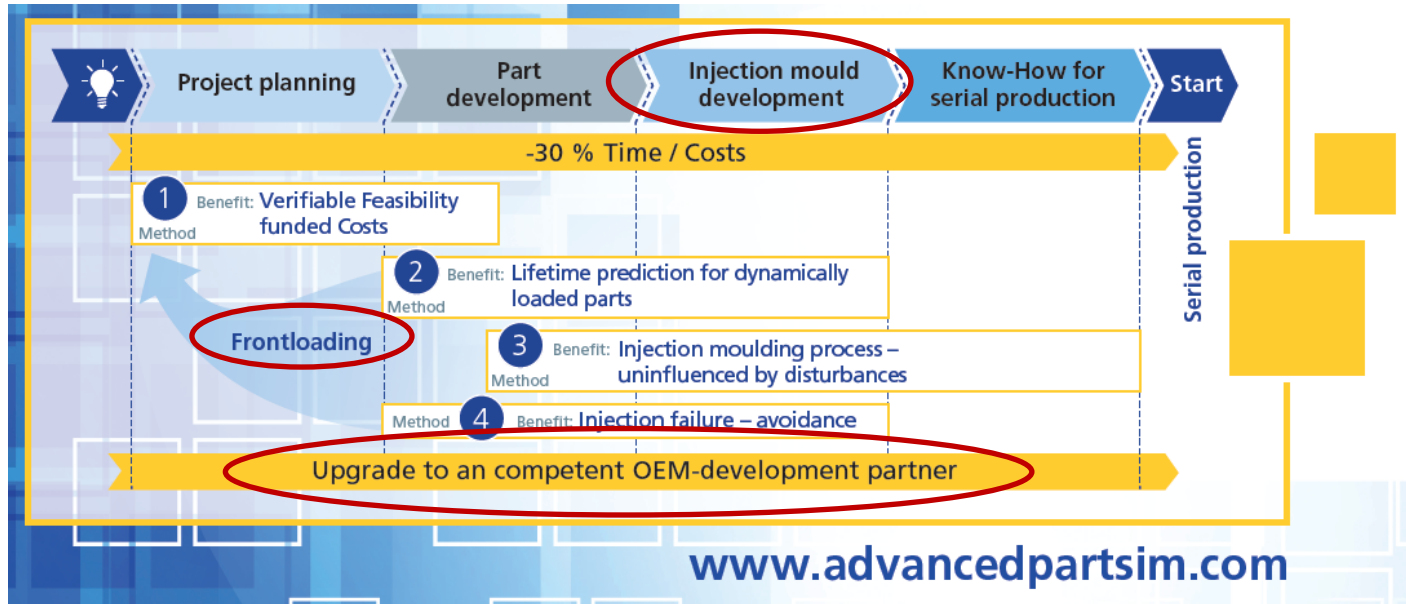 Project planning
Part
development
Injection mould
development
Know-How for
serial production
Start
-30 % Time / Costs
Serial production
1
Method
Benefit: Verifiable Feasibility
funded Costs
2
Method
Benefit: Lifetime prediction for dynamically
loaded parts
Frontloading
3
Method
Benefit: Injection moulding process –
uninfluenced by disturbances
Method 4 Benefit: Injection failure – avoidance
Upgrade to an competent OEM-development partner
www.advancedpartsim.com